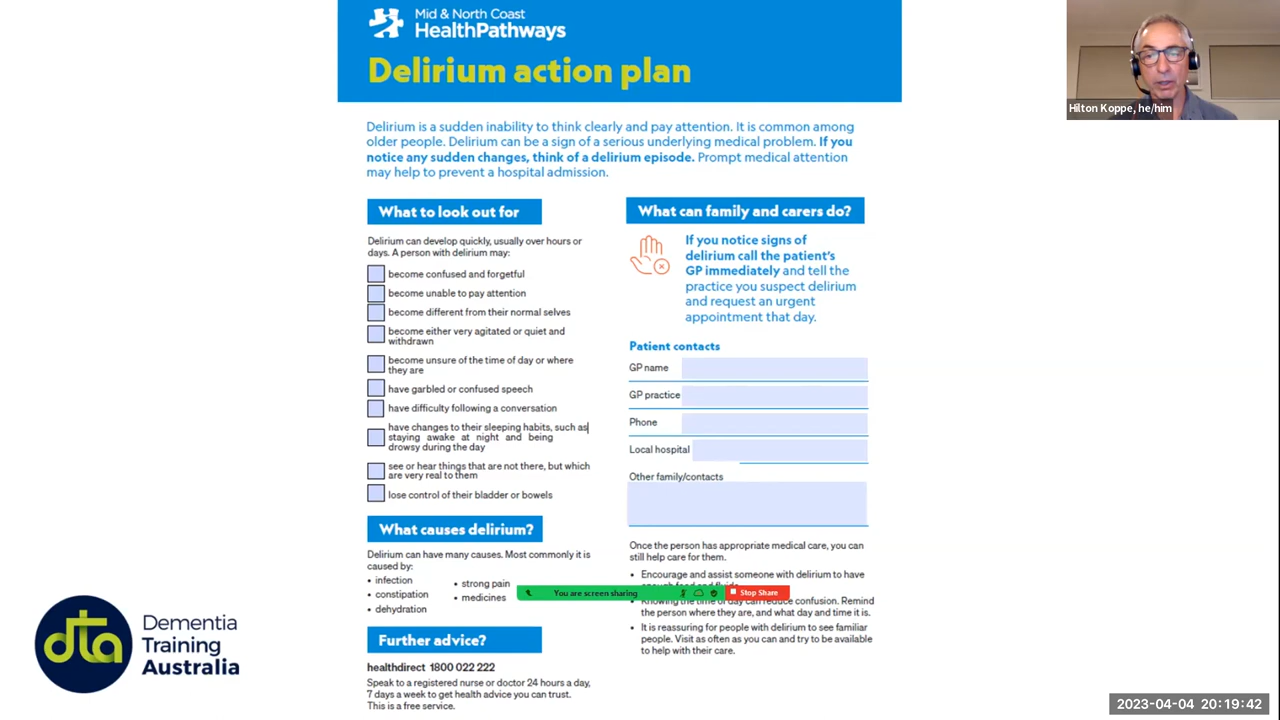 Mid & North Coast
HealthPathways
Delirium action plan
Hilton Koppe, he/him
Delirium is a sudden inability to think clearly and pay attention. It is common among
older people. Delirium can be a sign of a serious underlying medical problem. If you
notice any sudden changes, think of a delirium episode. Prompt medical attention
may help to prevent a hospital admission.
What to look out for
Delirium can develop quickly, usually over hours or
days. A person with delirium may:
become confused and forgetful
become unable to pay attention
become different from their normal selves
become either very agitated or quiet and
withdrawn
become unsure of the time of day or where
they are
have garbled or confused speech
have difficulty following a conversation
have changes to their sleeping habits, such as
staying awake at night and being
drowsy during the day
see or hear things that are not there, but which
are very real to them
lose control of their bladder or bowels
What causes delirium?
Delirium can have many causes. Most commonly it is
caused by:
• infection
• constipation
• dehydration
• strong pain
• medicines
Further advice?
healthdirect 1800 022 222
Speak to a registered nurse or doctor 24 hours a day,
7 days a week to get health advice you can trust.
This is a free service.
What can family and carers do?
If you notice signs of
delirium call the patient's
GP immediately and tell the
practice you suspect delirium
and request an urgent
appointment that day.
Patient contacts
GP name
GP practice
Phone
Local hospital
Other family/contacts
Once the person has appropriate medical care, you can
still help care for them.
• Encourage and assist someone with delirium to have
You are screen sharing
Stop Share
• Knowing the time of day can reduce confusion. Remind
the person where they are, and what day and time it is.
• It is reassuring for people with delirium to see familiar
people. Visit as often as you can and try to be available
to help with their care.
dta
Dementia
Training
Australia
2023-04-04 20:19:42